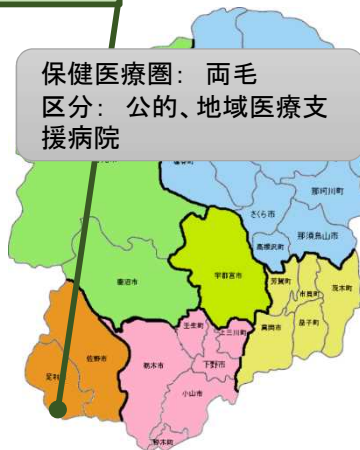 保健医療圏： 両毛
区分： 公的、地域医療支
援病院
那珂川町
さくら市
那須烏山市
高根沢町
宇都宮市
芳賀町
市貝町
茂木町
鹿沼市
真岡市
益子町
壬生町
上三川町
佐野市
栃木市
下野市
足利
小山市
野木町